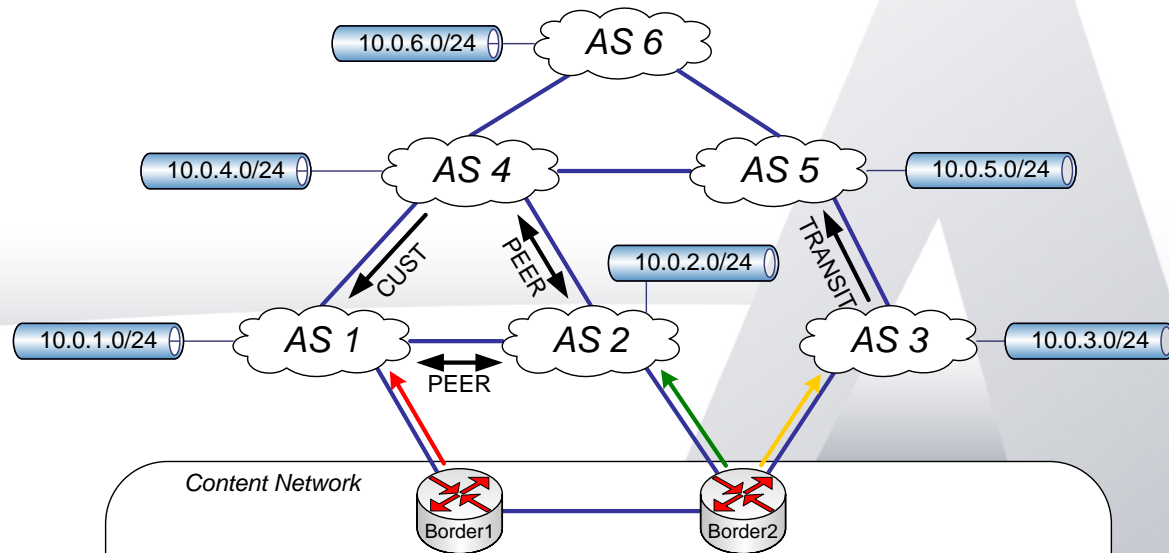 AS 6
10.0.6.0/24
10.0.4.0/24
AS 4
AS 5
10.0.5.0/24
CUST
PEER
10.0.2.0/24
TRANSIT
10.0.1.0/24
AS 1
PEER
AS 2
AS 3
10.0.3.0/24
Content Network
Border1
Border2